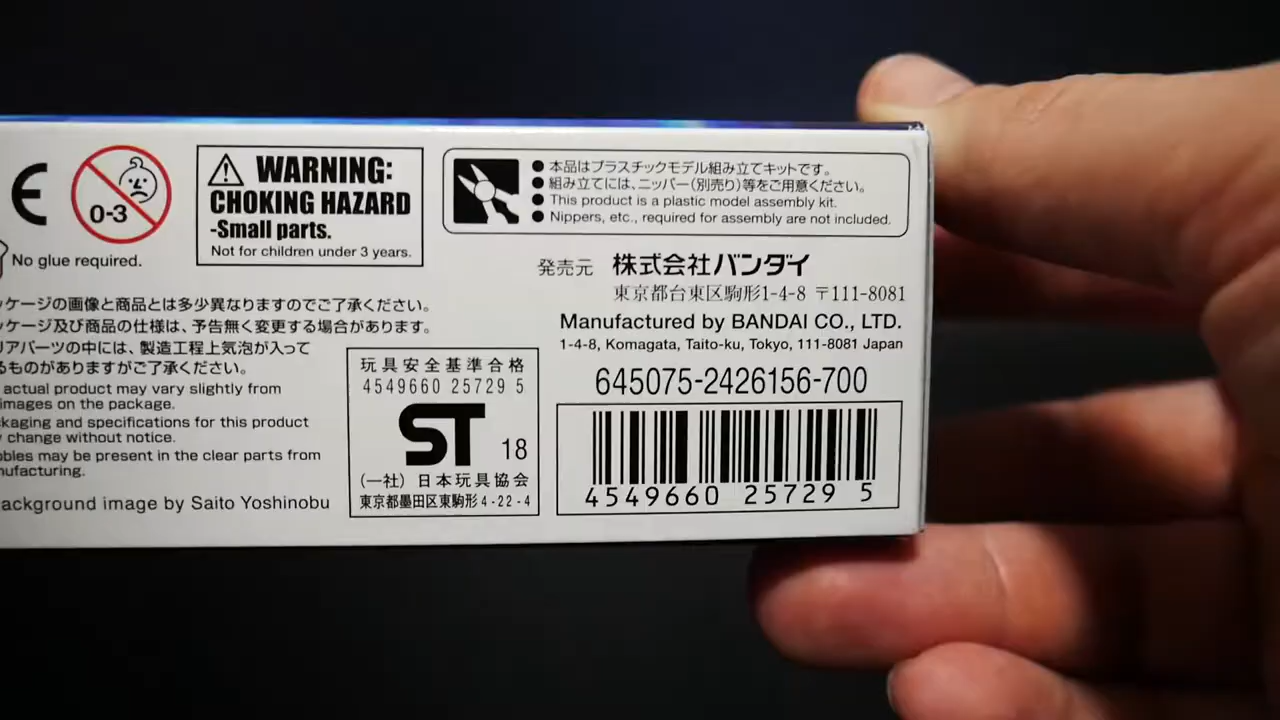 CE
0-3
WARNING:
CHOKING HAZARD
-Small parts.
Not for children under 3 years.
No glue required.
●本品はプラスチックモデル組み立てキットです。
●組み立てには、ニッパー(別売り)等をご用意ください。
●This product is a plastic model assembly kit.
●Nippers, etc., required for assembly are not included.
発売元 株式会社バンダイ
東京都台東区駒形1-4-8 〒111-8081
Manufactured by BANDAI CO., LTD.
1-4-8, Komagata, Taito-ku, Tokyo, 111-8081 Japan
645075-2426156-700
4549660 25729 5
ッケージの画像と商品とは多少異なりますのでご了承ください。
ッケージ及び商品の仕様は、予告無く変更する場合があります。
リアパーツの中には、製造工程上気泡が入って
るものがありますがご了承ください。
actual product may vary slightly from
images on the package.
kaging and specifications for this product
change without notice.
bbles may be present in the clear parts from
nufacturing.
ackground image by Saito Yoshinobu
玩具安全基準合格
4549660 25729 5
ST 18
(一社)日本玩具協会
東京都墨田区東駒形4-22-4